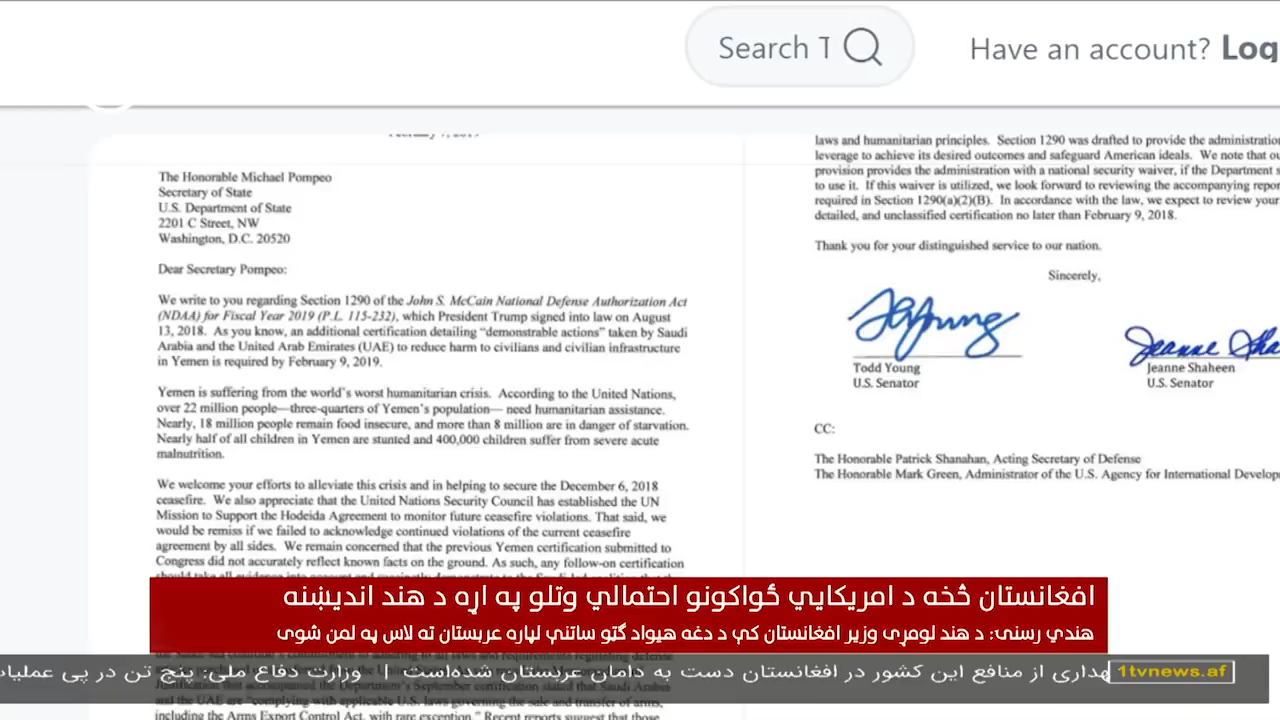 Search T
Have an account? Log
February 7, 2019
The Honorable Michael Pompeo
Secretary of State
U.S. Department of State
2201 C Street, NW
Washington, D.C. 20520
Dear Secretary Pompeo:
We write to you regarding Section 1290 of the John S. McCain National Defense Authorization Act
(NDAA) for Fiscal Year 2019 (P.L. 115-232), which President Trump signed into law on August
13, 2018. As you know, an additional certification detailing “demonstrable actions” taken by Saudi
Arabia and the United Arab Emirates (UAE) to reduce harm to civilians and civilian infrastructure
in Yemen is required by February 9, 2019.
Yemen is suffering from the world’s worst humanitarian crisis. According to the United Nations,
over 22 million people—three-quarters of Yemen’s population— need humanitarian assistance.
Nearly, 18 million people remain food insecure, and more than 8 million are in danger of starvation.
Nearly half of all children in Yemen are stunted and 400,000 children suffer from severe acute
malnutrition.
We welcome your efforts to alleviate this crisis and in helping to secure the December 6, 2018
ceasefire. We also appreciate that the United Nations Security Council has established the UN
Mission to Support the Hodeida Agreement to monitor future ceasefire violations. That said, we
would be remiss if we failed to acknowledge continued violations of the current ceasefire
agreement by all sides. We remain concerned that the previous Yemen certification submitted to
Congress did not accurately reflect known facts on the ground. As such, any follow-on certification
including the Arms Export Control Act, with rare exception.” Recent reports suggest that those
laws and humanitarian principles. Section 1290 was drafted to provide the administration
leverage to achieve its desired outcomes and safeguard American ideals. We note that ou
provision provides the administration with a national security waiver, if the Department s
to use it. If this waiver is utilized, we look forward to reviewing the accompanying repor
required in Section 1290(a)(2)(B). In accordance with the law, we expect to review your
detailed, and unclassified certification no later than February 9, 2018.
Thank you for your distinguished service to our nation.
Sincerely,
Todd Young
U.S. Senator
Jeanne Shaheen
U.S. Senator
CC:
The Honorable Patrick Shanahan, Acting Secretary of Defense
The Honorable Mark Green, Administrator of the U.S. Agency for International Develop
افغانستان څخه د امریکایي ځواکونو احتمالي وتلو په اړه د هند اندیښنه
هندي رسنۍ: د هند لومړی وزیر افغانستان کې د دغه هیواد ګټو ساتنې لپاره عربستان ته لاس په لمن شوی
هداری از منافع این کشور در افغانستان دست به دامان عربستان شده‌است | وزارت دفاع ملی: پنج تن در پی عملیاد
1tvnews.af